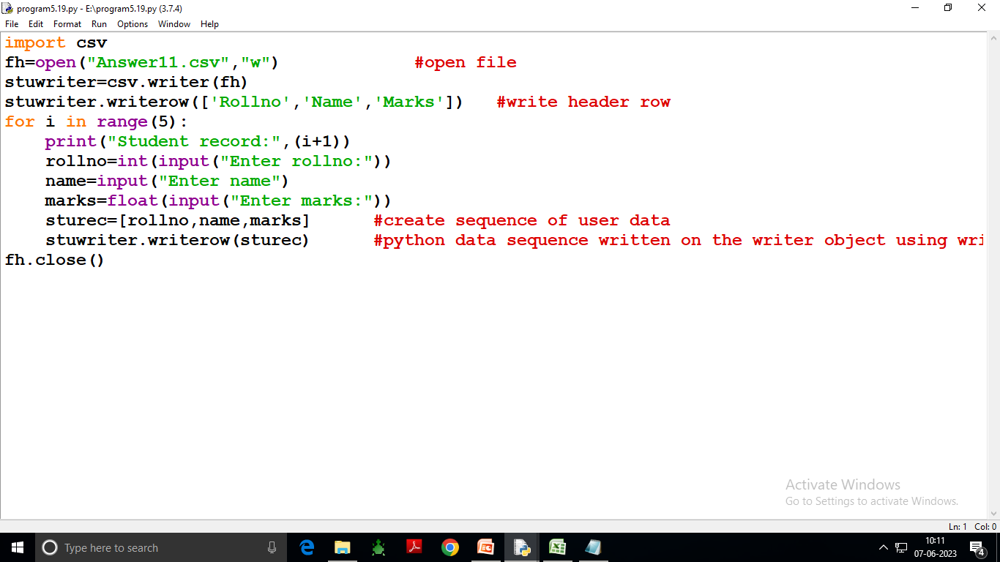 program5.19.py - E:\program5.19.py (3.7.4)
File Edit Format Run Options Window Help
import csv
fh=open("Answer11.csv","w") #open file
stuwriter=csv.writer(fh)
stuwriter.writerow(['Rollno','Name','Marks']) #write header row
for i in range(5):
    print("Student record:",(i+1))
    rollno=int(input("Enter rollno:"))
    name=input("Enter name")
    marks=float(input("Enter marks:"))
    sturec=[rollno,name,marks] #create sequence of user data
    stuwriter.writerow(sturec) #python data sequence written on the writer object using wri
fh.close()
Activate Windows
Go to Settings to activate Windows.
Ln: 1 Col: 0
Type here to search
10:11
07-06-2023
4